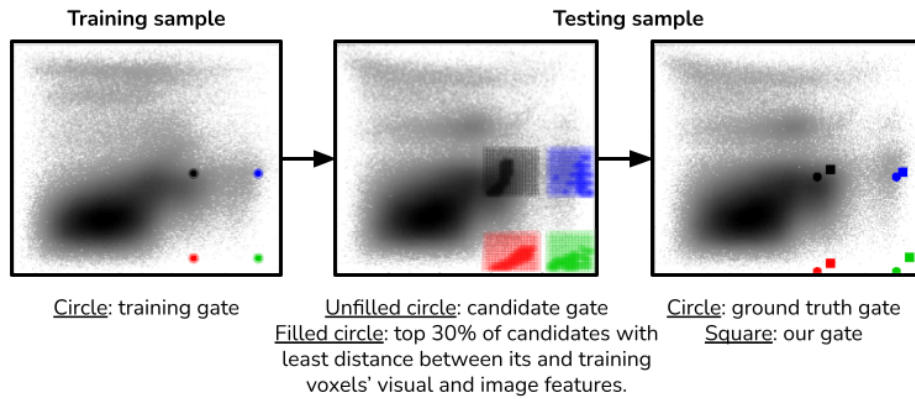 Training sample
Testing sample
Circle: training gate
Unfilled circle: candidate gate
Filled circle: top 30% of candidates with
least distance between its and training
voxels' visual and image features.
Circle: ground truth gate
Square: our gate